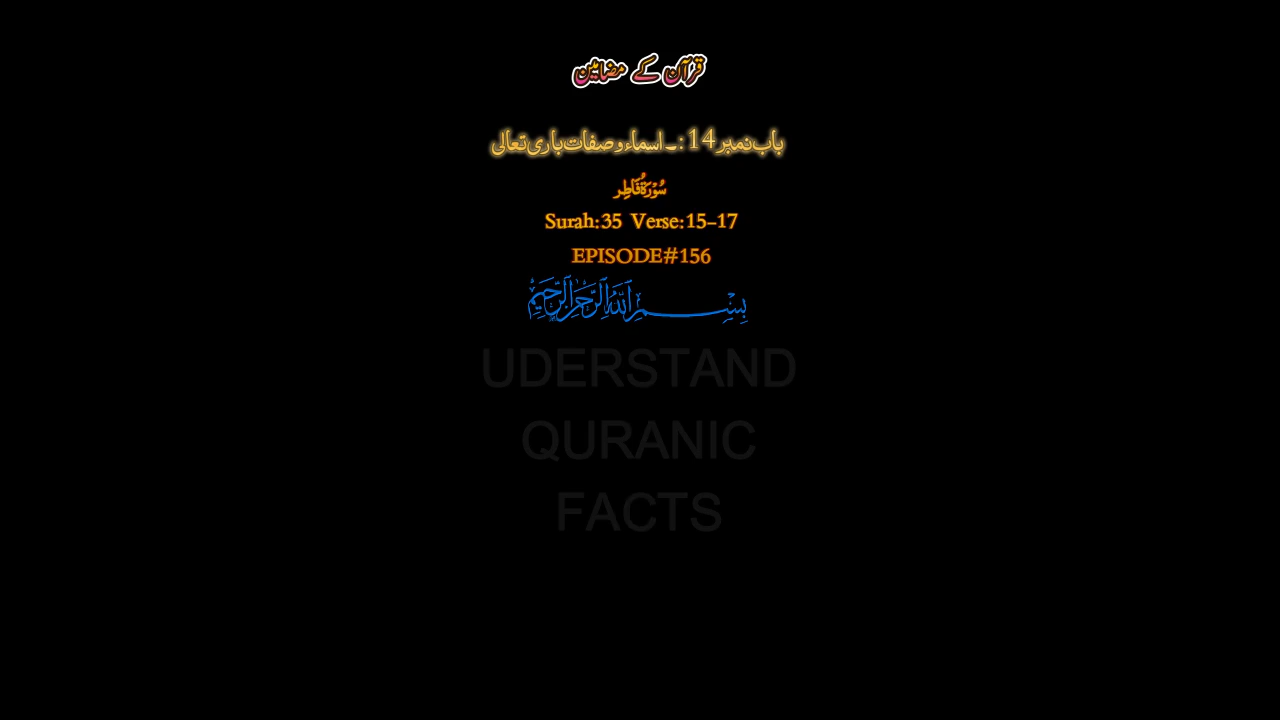 قرآن کے مضامین
باب نمبر 14 :۔ اسماء و صفات باری تعالی
سُوْرَۃُ فَاطِر
Surah:35 Verse:15-17
EPISODE#156
بِسْمِ اللهِ الرَّحْمٰنِ الرَّحِيْمِ
UDERSTAND
QURANIC
FACTS